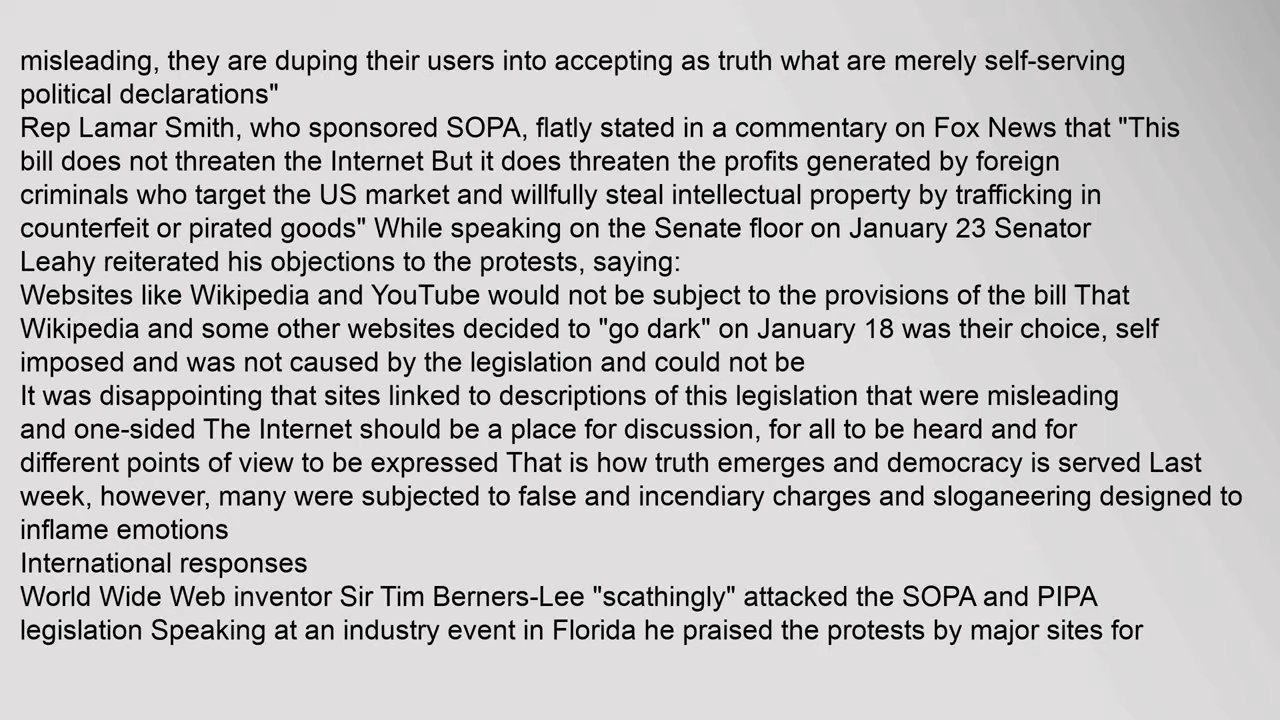 misleading, they are duping their users into accepting as truth what are merely self-serving
political declarations"
Rep Lamar Smith, who sponsored SOPA, flatly stated in a commentary on Fox News that "This
bill does not threaten the Internet But it does threaten the profits generated by foreign
criminals who target the US market and willfully steal intellectual property by trafficking in
counterfeit or pirated goods" While speaking on the Senate floor on January 23 Senator
Leahy reiterated his objections to the protests, saying:
Websites like Wikipedia and YouTube would not be subject to the provisions of the bill That
Wikipedia and some other websites decided to "go dark" on January 18 was their choice, self
imposed and was not caused by the legislation and could not be
It was disappointing that sites linked to descriptions of this legislation that were misleading
and one-sided The Internet should be a place for discussion, for all to be heard and for
different points of view to be expressed That is how truth emerges and democracy is served Last
week, however, many were subjected to false and incendiary charges and sloganeering designed to
inflame emotions
International responses
World Wide Web inventor Sir Tim Berners-Lee "scathingly" attacked the SOPA and PIPA
legislation Speaking at an industry event in Florida he praised the protests by major sites for